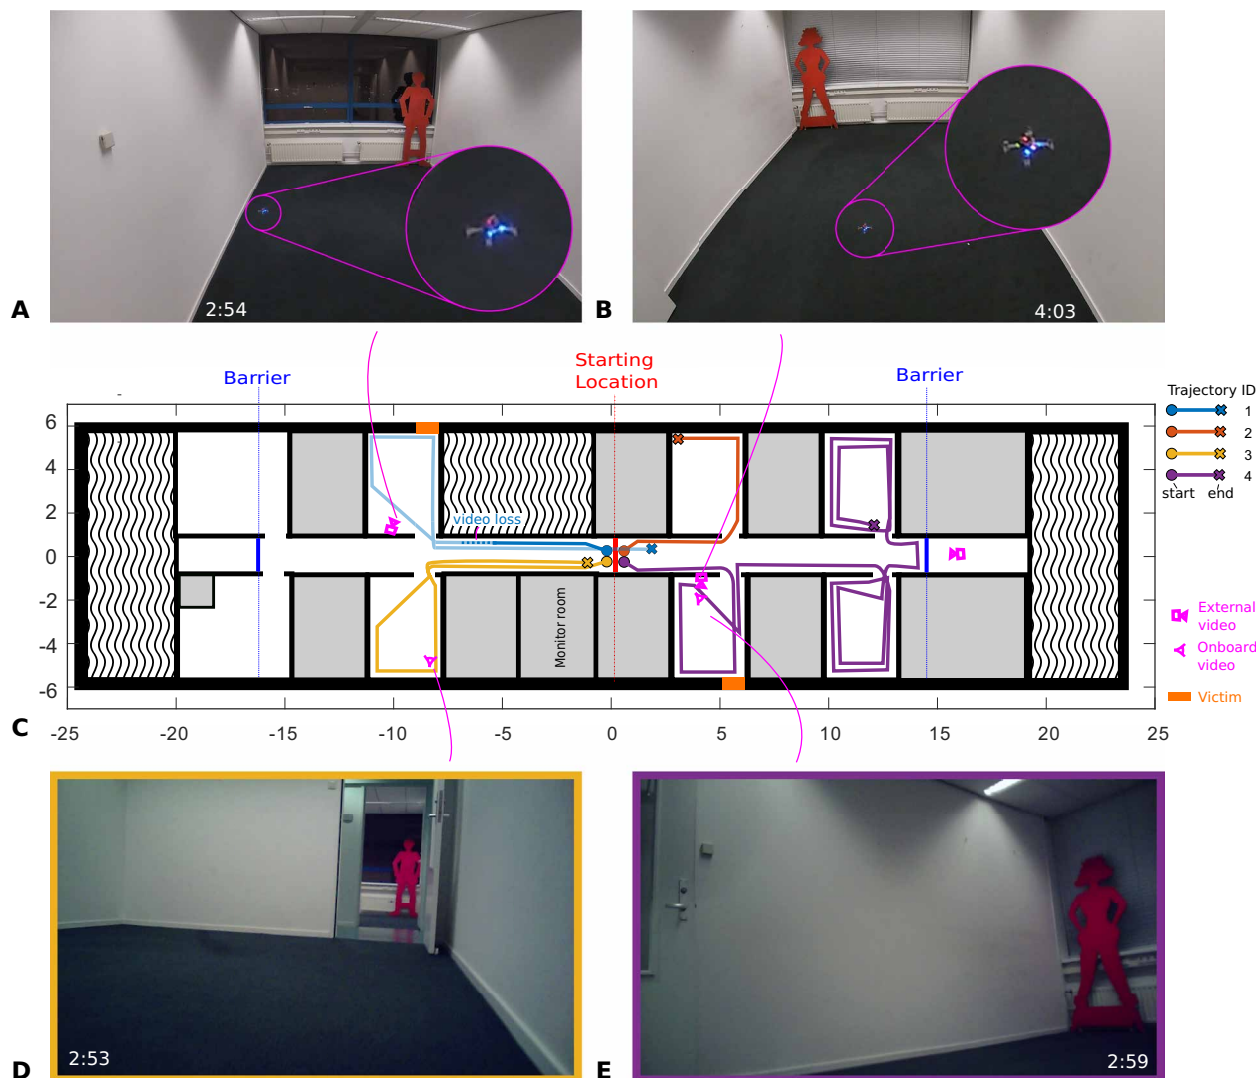 A
2:54
B
4:03
Starting
Location
Barrier
Barrier
Trajectory ID
1
2
3
4
start end
video loss
Monitor room
External
video
Onboard
video
Victim
6
4
2
0
-2
-4
-6
C
-25 -20 -15 -10 -5 0 5 10 15 20 25
D
2:53
E
2:59